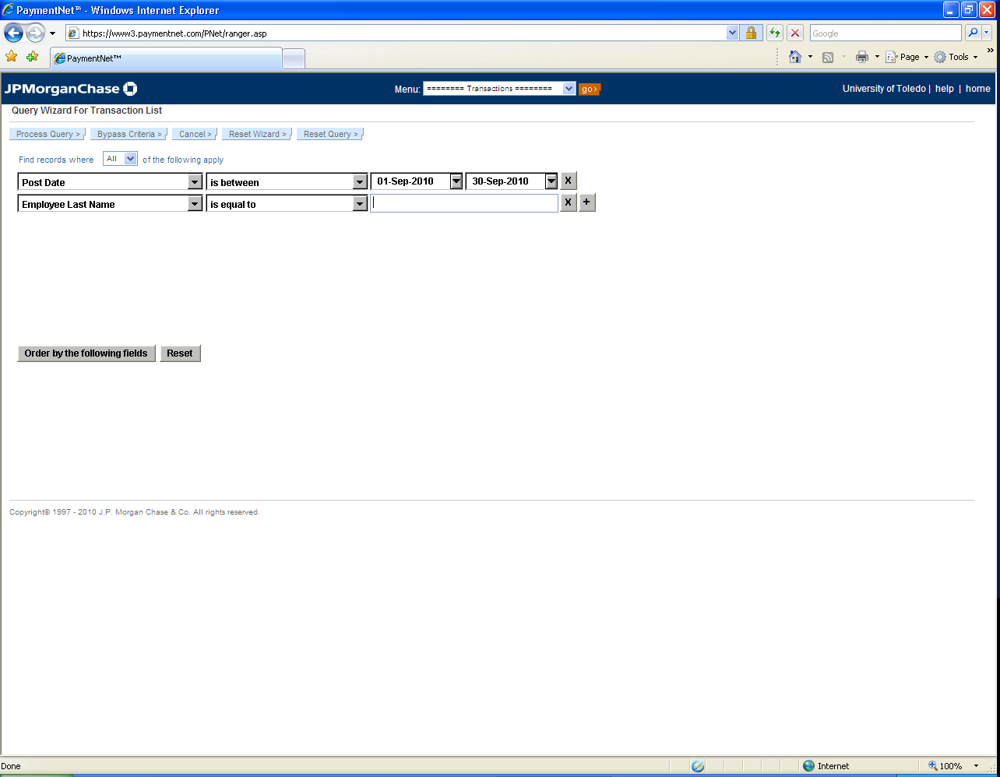 PaymentNet™ - Windows Internet Explorer
https://www3.paymentnet.com/PNet/ranger.asp
Google
PaymentNet™
Page
Tools
»
JPMorganChase
Menu: ======== Transactions ======== go>
University of Toledo | help | home
Query Wizard For Transaction List
Process Query > Bypass Criteria > Cancel > Reset Wizard > Reset Query >
Find records where All of the following apply
Post Date is between 01-Sep-2010 30-Sep-2010 X
Employee Last Name is equal to X +
Order by the following fields Reset
Copyright© 1997 - 2010 J.P. Morgan Chase & Co. All rights reserved.
Done Internet 100%